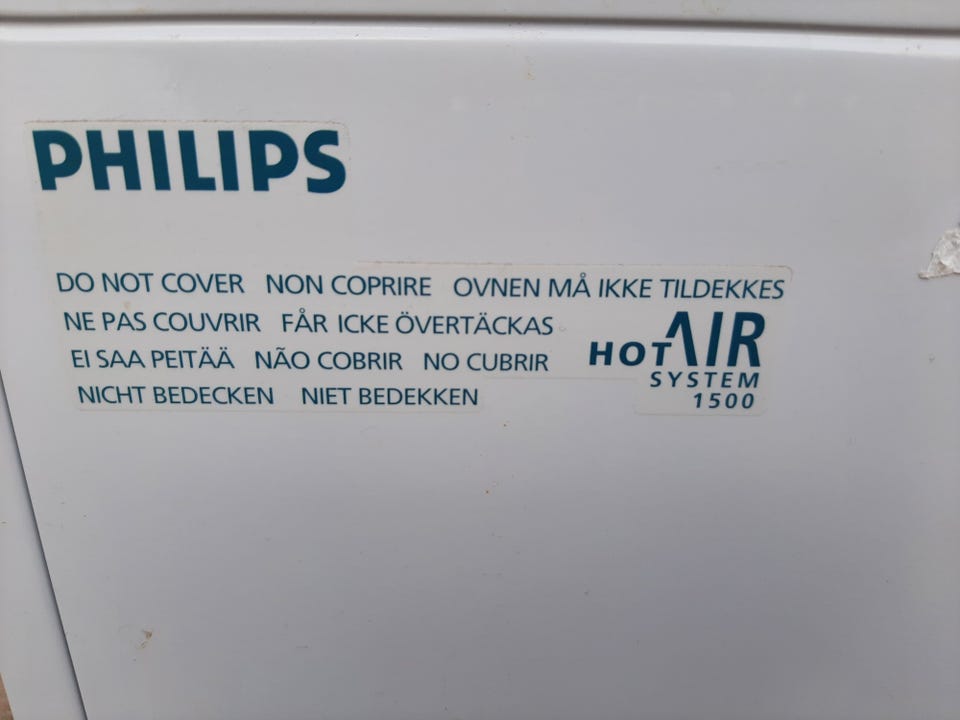 PHILIPS
DO NOT COVER NON COPRIRE OVNEN MÅ IKKE TILDEKKES
NE PAS COUVRIR FÅR ICKE ÖVERTÄCKAS
EI SAA PEITÄÄ NÃO COBRIR NO CUBRIR
NICHT BEDECKEN NIET BEDEKKEN
HOT AIR
SYSTEM
1500